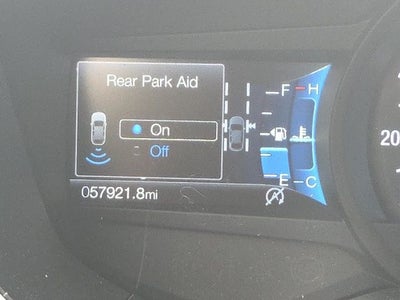 Rear Park Aid
On
Off
F
H
E
C
057921.8mi
20